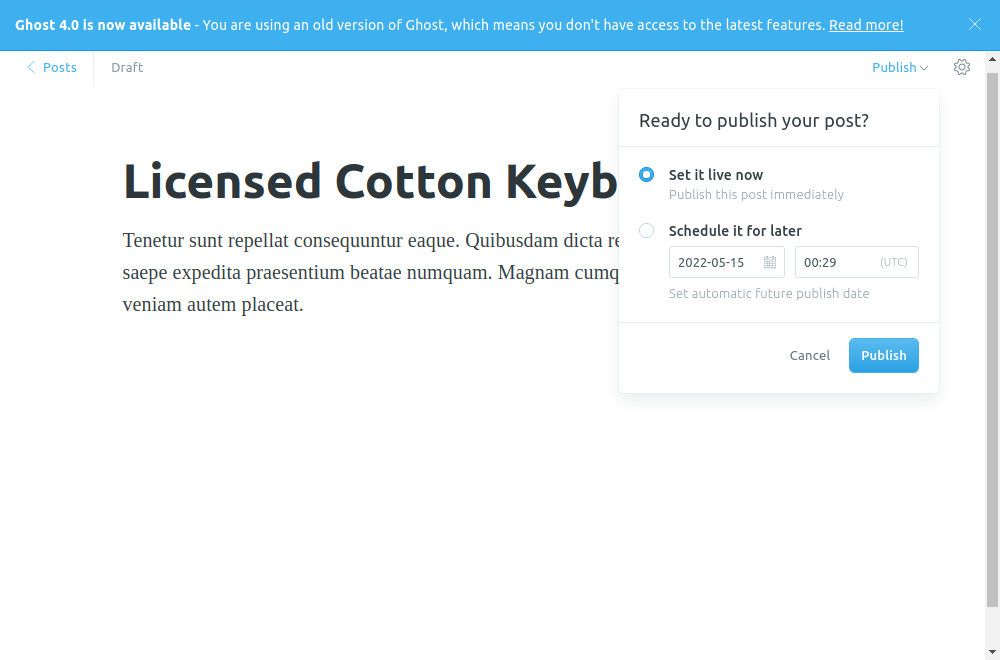 Ghost 4.0 is now available - You are using an old version of Ghost, which means you don't have access to the latest features. Read more!
Posts
Draft
Publish
Ready to publish your post?
Set it live now
Publish this post immediately
Schedule it for later
2022-05-15
00:29 (UTC)
Set automatic future publish date
Cancel
Publish
Licensed Cotton
Tenetur sunt repellat consequuntur eaque. Quibusdam dicta
saepe expedita praesentium beatae numquam. Magnam
veniam autem placeat.